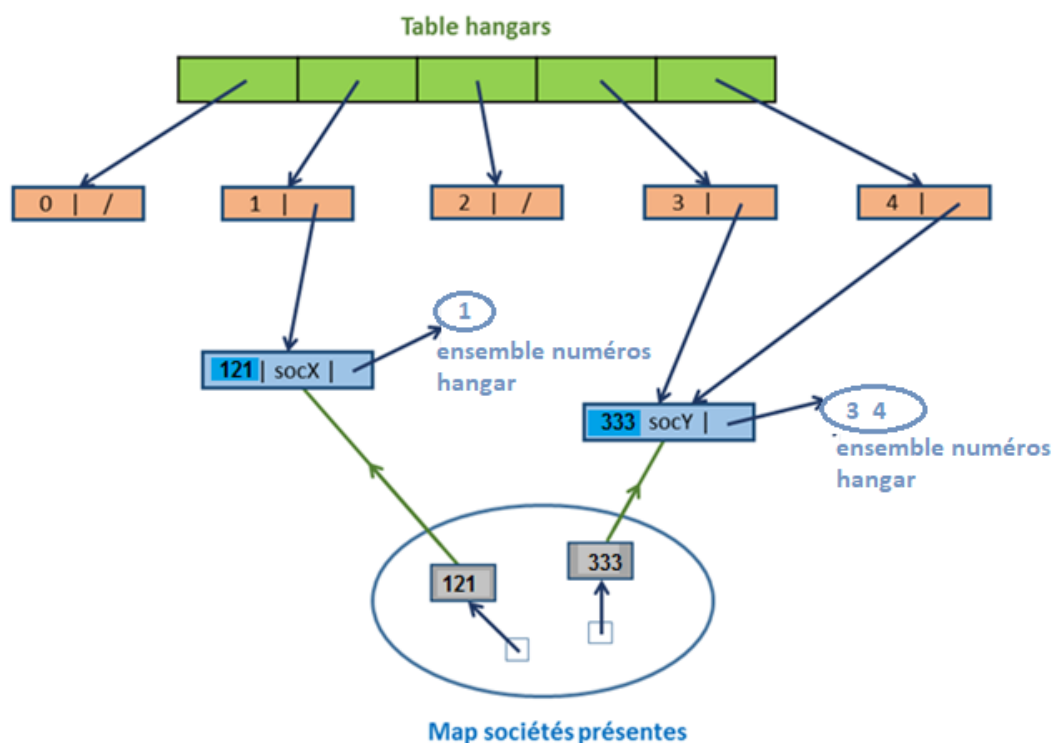 Table hangars
0 | / 1 | 2 | / 3 | 4 |
1
ensemble numéros
hangar
121 | socX |
3 4
333 socY |
ensemble numéros
hangar
333
121
Map sociétés présentes